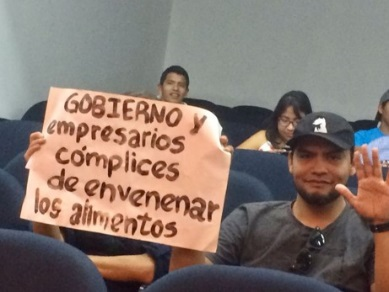 GOBIERNO y
empresarios
cómplices
de envenenar
los alimentos